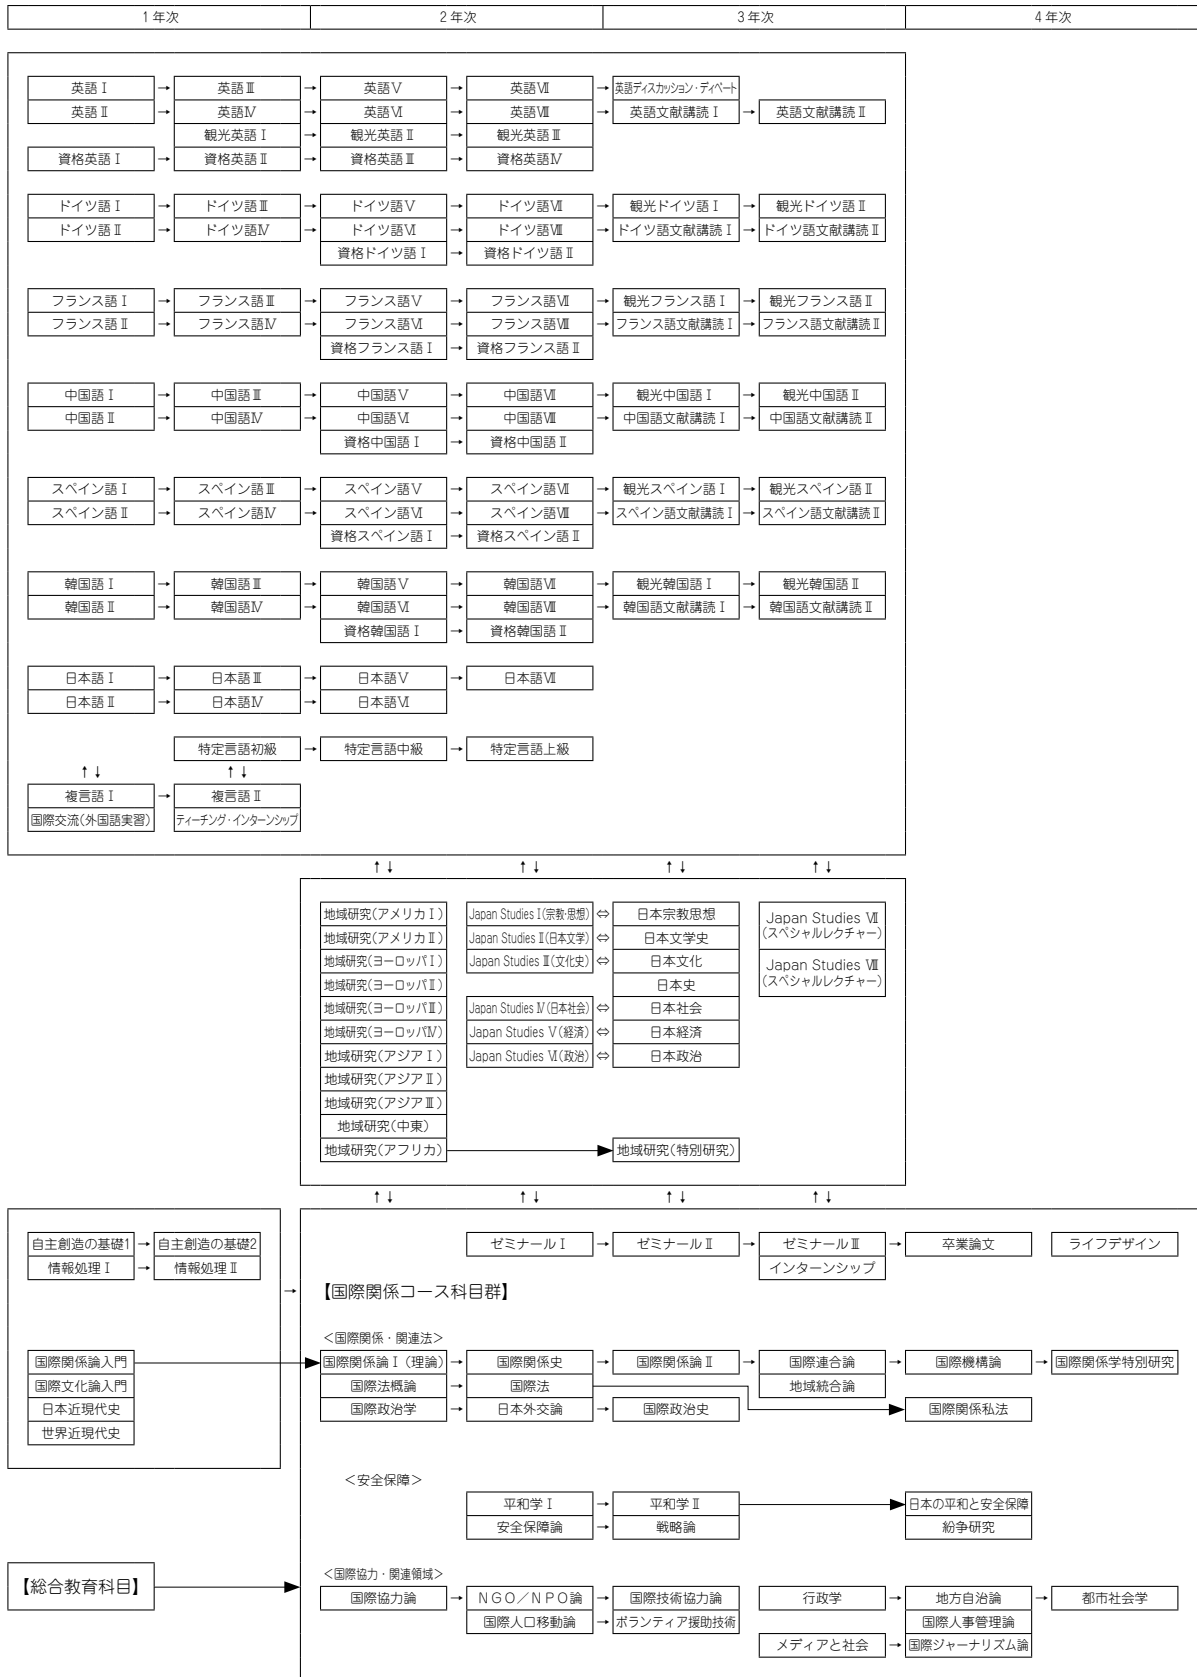 1年次 2年次 3年次 4年次
英語Ⅰ → 英語Ⅲ → 英語Ⅴ → 英語Ⅶ → 英語ディスカッション・ディベート
英語Ⅱ → 英語Ⅳ → 英語Ⅵ → 英語Ⅷ → 英語文献講読Ⅰ → 英語文献講読Ⅱ
観光英語Ⅰ → 観光英語Ⅱ → 観光英語Ⅲ
資格英語Ⅰ → 資格英語Ⅱ → 資格英語Ⅲ → 資格英語Ⅳ
ドイツ語Ⅰ → ドイツ語Ⅲ → ドイツ語Ⅴ → ドイツ語Ⅶ → 観光ドイツ語Ⅰ → 観光ドイツ語Ⅱ
ドイツ語Ⅱ → ドイツ語Ⅳ → ドイツ語Ⅵ → ドイツ語Ⅷ → ドイツ語文献講読Ⅰ → ドイツ語文献講読Ⅱ
資格ドイツ語Ⅰ → 資格ドイツ語Ⅱ
フランス語Ⅰ → フランス語Ⅲ → フランス語Ⅴ → フランス語Ⅶ → 観光フランス語Ⅰ → 観光フランス語Ⅱ
フランス語Ⅱ → フランス語Ⅳ → フランス語Ⅵ → フランス語Ⅷ → フランス語文献講読Ⅰ → フランス語文献講読Ⅱ
資格フランス語Ⅰ → 資格フランス語Ⅱ
中国語Ⅰ → 中国語Ⅲ → 中国語Ⅴ → 中国語Ⅶ → 観光中国語Ⅰ → 観光中国語Ⅱ
中国語Ⅱ → 中国語Ⅳ → 中国語Ⅵ → 中国語Ⅷ → 中国語文献講読Ⅰ → 中国語文献講読Ⅱ
資格中国語Ⅰ → 資格中国語Ⅱ
スペイン語Ⅰ → スペイン語Ⅲ → スペイン語Ⅴ → スペイン語Ⅶ → 観光スペイン語Ⅰ → 観光スペイン語Ⅱ
スペイン語Ⅱ → スペイン語Ⅳ → スペイン語Ⅵ → スペイン語Ⅷ → スペイン語文献講読Ⅰ → スペイン語文献講読Ⅱ
資格スペイン語Ⅰ → 資格スペイン語Ⅱ
韓国語Ⅰ → 韓国語Ⅲ → 韓国語Ⅴ → 韓国語Ⅶ → 観光韓国語Ⅰ → 観光韓国語Ⅱ
韓国語Ⅱ → 韓国語Ⅳ → 韓国語Ⅵ → 韓国語Ⅷ → 韓国語文献講読Ⅰ → 韓国語文献講読Ⅱ
資格韓国語Ⅰ → 資格韓国語Ⅱ
日本語Ⅰ → 日本語Ⅲ → 日本語Ⅴ → 日本語Ⅶ
日本語Ⅱ → 日本語Ⅳ → 日本語Ⅵ
特定言語初級 → 特定言語中級 → 特定言語上級
↑↓ ↑↓
複言語Ⅰ → 複言語Ⅱ
国際交流(外国語実習) ティーチング・インターンシップ
↑↓ ↑↓ ↑↓ ↑↓
地域研究(アメリカⅠ) Japan Studies Ⅰ(宗教・思想) ⇔ 日本宗教思想 Japan Studies Ⅶ
(スペシャルレクチャー)
地域研究(アメリカⅡ) Japan Studies Ⅱ(日本文学) ⇔ 日本文学史
地域研究(ヨーロッパⅠ) Japan Studies Ⅲ(文化史) ⇔ 日本文化 Japan Studies Ⅷ
(スペシャルレクチャー)
地域研究(ヨーロッパⅡ) 日本史
地域研究(ヨーロッパⅢ) Japan Studies Ⅳ(日本社会) ⇔ 日本社会
地域研究(ヨーロッパⅣ) Japan Studies Ⅴ(経済) ⇔ 日本経済
地域研究(アジアⅠ) Japan Studies Ⅵ(政治) ⇔ 日本政治
地域研究(アジアⅡ)
地域研究(アジアⅢ)
地域研究(中東)
地域研究(アフリカ) → 地域研究(特別研究)
↑↓ ↑↓ ↑↓ ↑↓
自主創造の基礎1 → 自主創造の基礎2 ゼミナールⅠ → ゼミナールⅡ → ゼミナールⅢ → 卒業論文 ライフデザイン
情報処理Ⅰ → 情報処理Ⅱ インターンシップ
→ 【国際関係コース科目群】
<国際関係・関連法>
国際関係論入門 → 国際関係論Ⅰ(理論) → 国際関係史 → 国際関係論Ⅱ → 国際連合論 → 国際機構論 → 国際関係学特別研究
国際文化論入門 国際法概論 → 国際法 地域統合論
日本近現代史 国際政治学 → 日本外交論 → 国際政治史 → 国際関係私法
世界近現代史
<安全保障>
平和学Ⅰ → 平和学Ⅱ → 日本の平和と安全保障
安全保障論 → 戦略論 紛争研究
<国際協力・関連領域>
【総合教育科目】 → 国際協力論 → NGO/NPO論 → 国際技術協力論 行政学 → 地方自治論 → 都市社会学
国際人口移動論 → ボランティア援助技術 国際人事管理論
メディアと社会 → 国際ジャーナリズム論